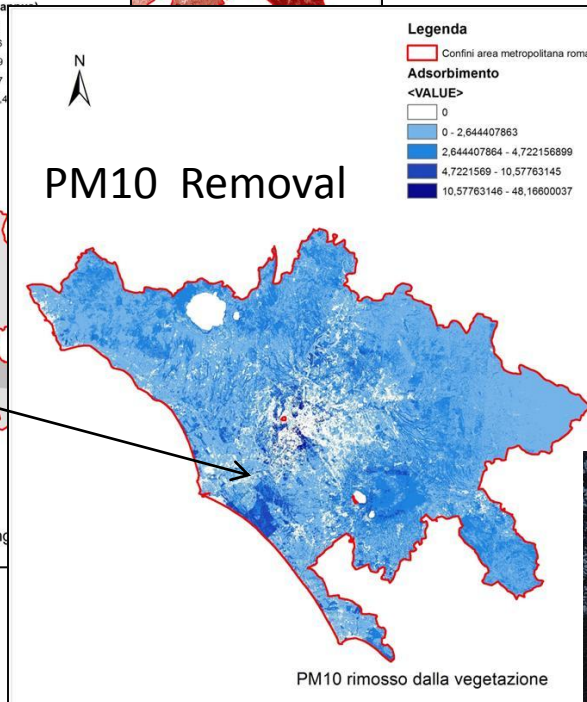 N
PM10 Removal
Legenda
Confini area metropolitana roma
Adsorbimento
<VALUE>
0
0 - 2,644407863
2,644407864 - 4,722156899
4,7221569 - 10,57763145
10,57763146 - 48,16600037
PM10 rimosso dalla vegetazione